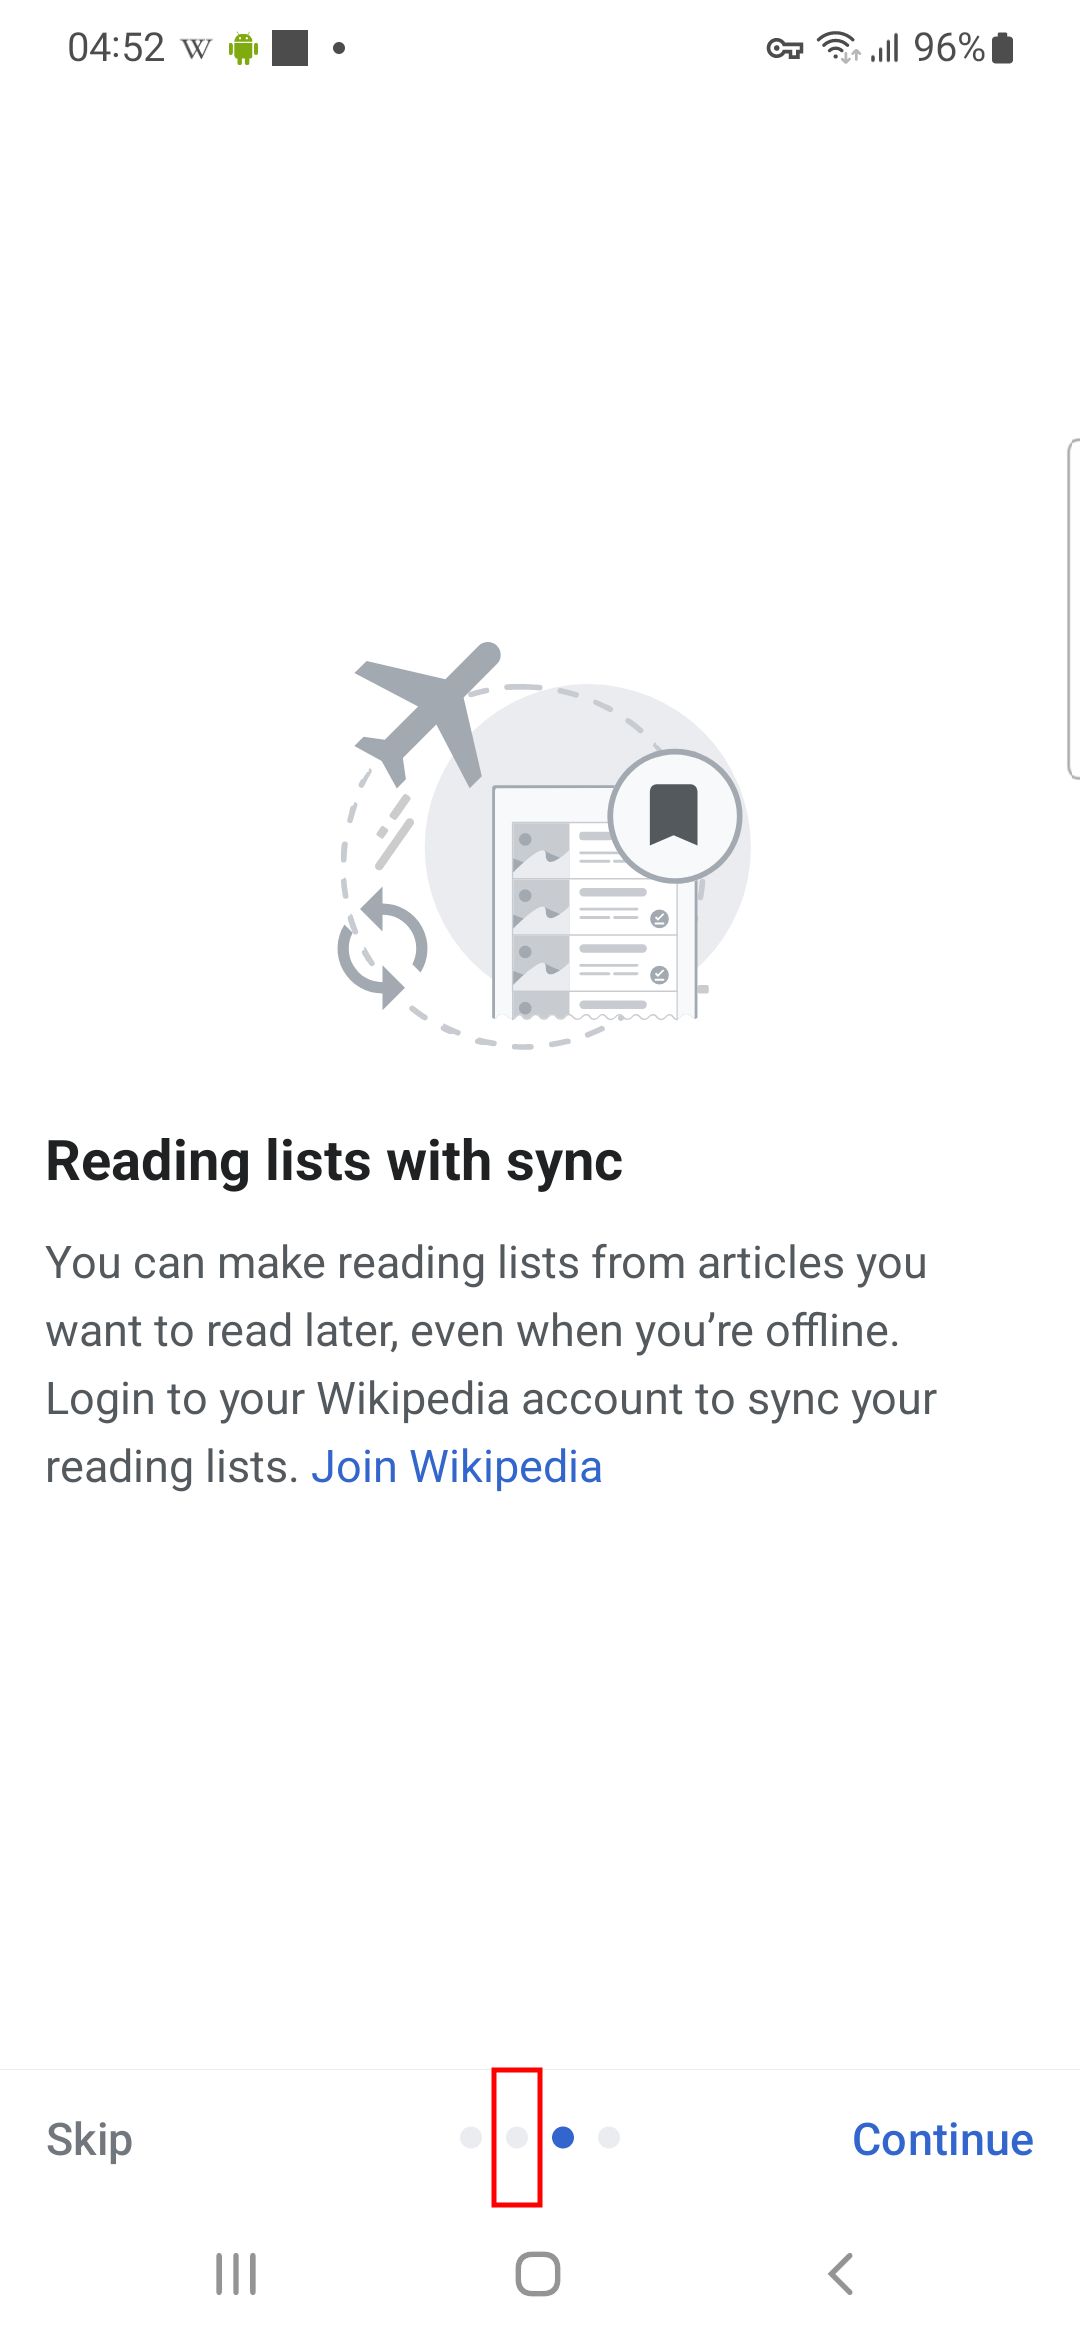 04:52 W 96%
Reading lists with sync
You can make reading lists from articles you
want to read later, even when you’re offline.
Login to your Wikipedia account to sync your
reading lists. Join Wikipedia
Skip Continue